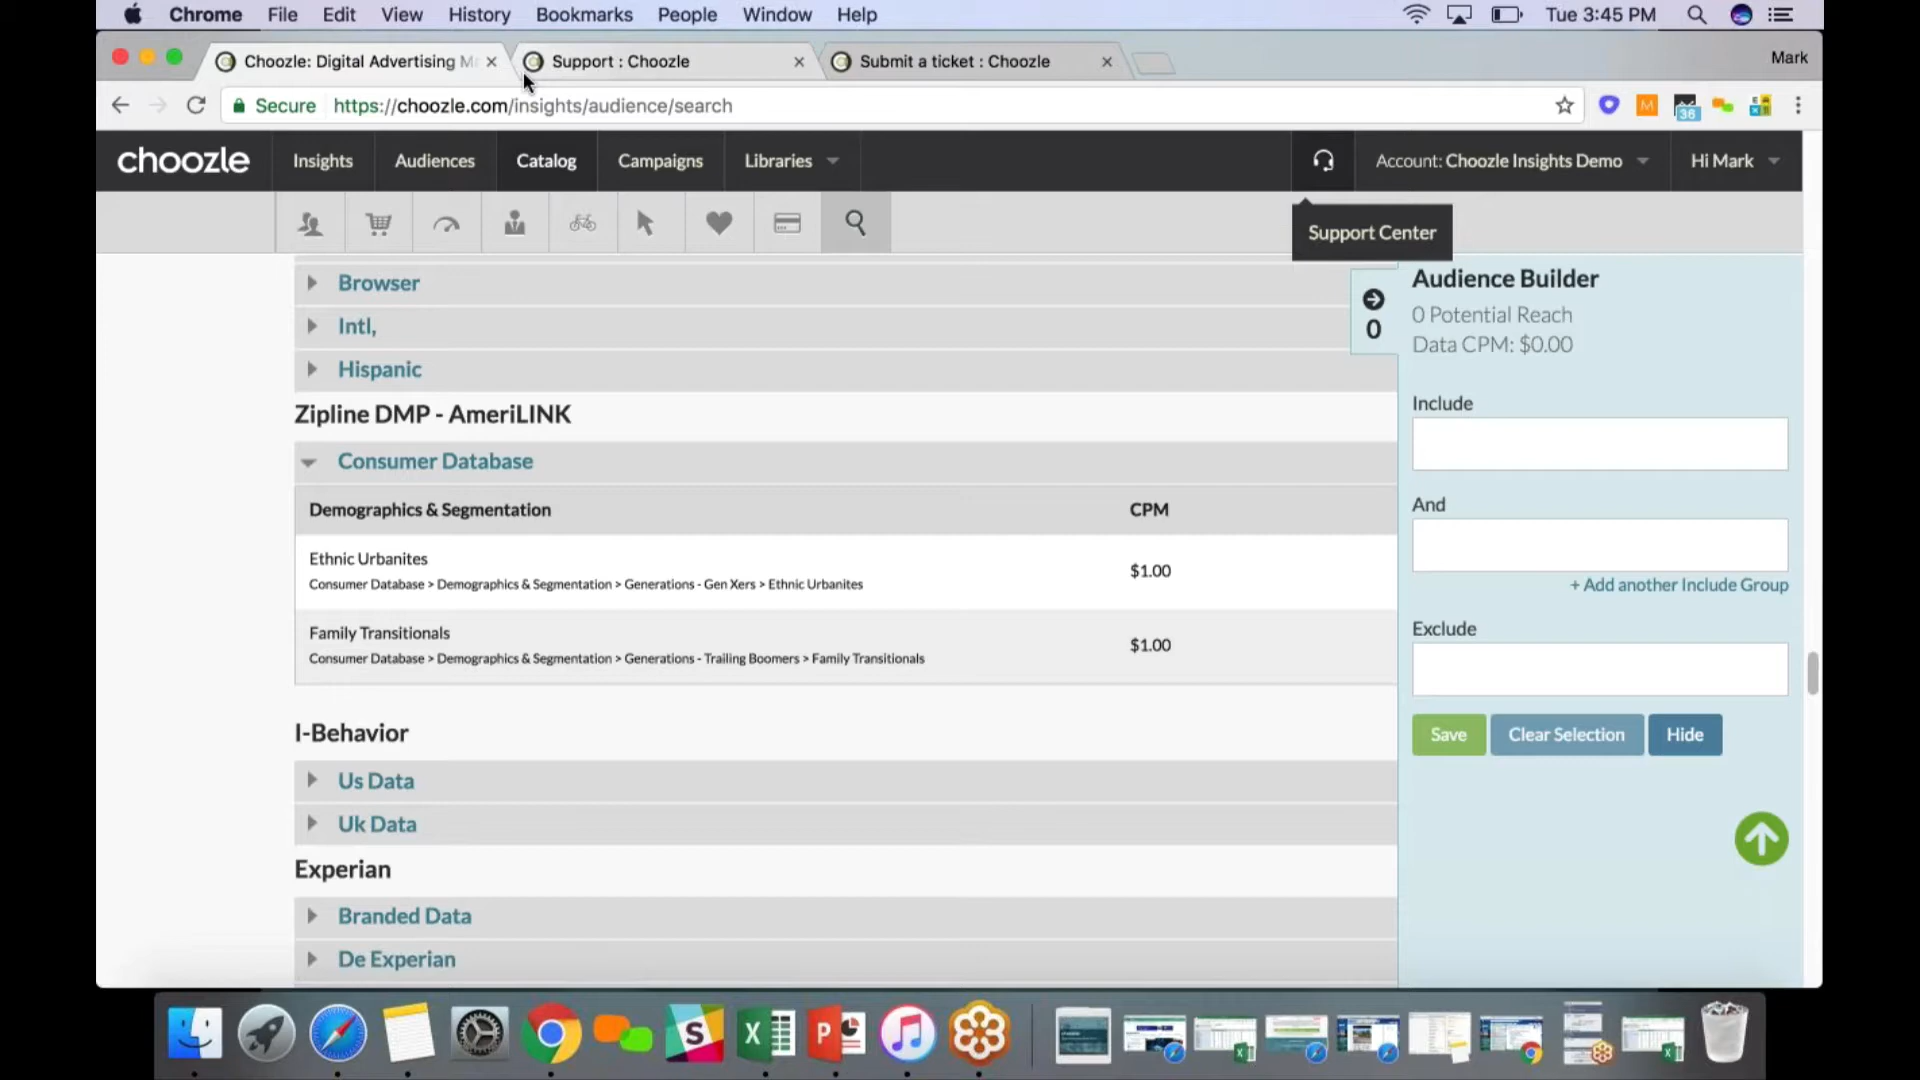 Chrome File Edit View History Bookmarks People Window Help Tue 3:45 PM
Choozle: Digital Advertising M Support : Choozle Submit a ticket : Choozle Mark
Secure https://choozle.com/insights/audience/search M 36
choozle Insights Audiences Catalog Campaigns Libraries Account: Choozle Insights Demo Hi Mark
Support Center
Browser
Intl,
Hispanic
Zipline DMP - AmeriLINK
Consumer Database
Demographics & Segmentation CPM
Ethnic Urbanites
Consumer Database > Demographics & Segmentation > Generations - Gen Xers > Ethnic Urbanites
$1.00
Family Transitionals
Consumer Database > Demographics & Segmentation > Generations - Trailing Boomers > Family Transitionals
$1.00
I-Behavior
Us Data
Uk Data
Experian
Branded Data
De Experian
0
Audience Builder
0 Potential Reach
Data CPM: $0.00
Include
And
+ Add another Include Group
Exclude
Save Clear Selection Hide
S X P